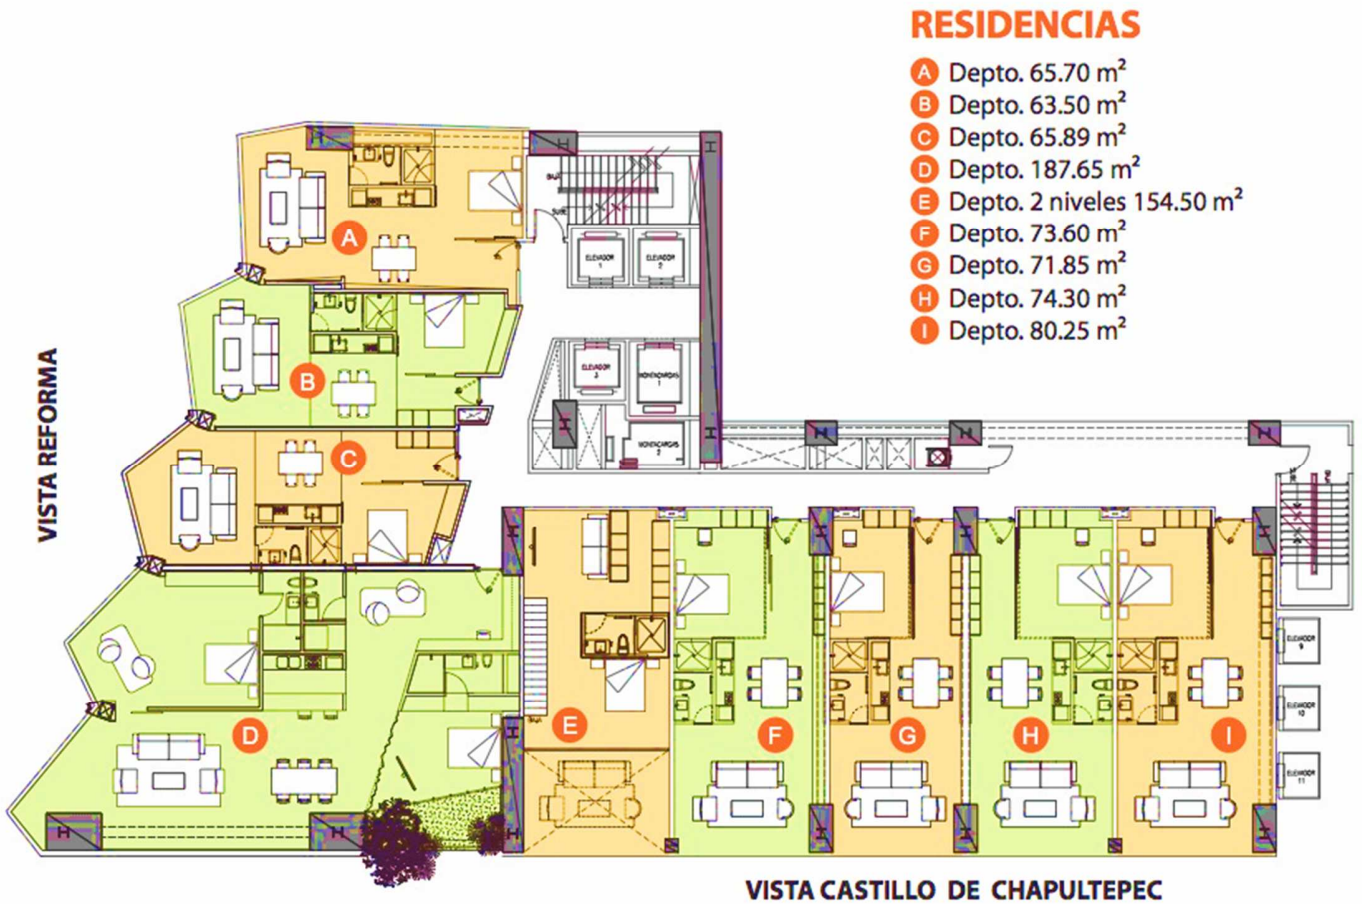 RESIDENCIAS
A Depto. 65.70 m²
B Depto. 63.50 m²
C Depto. 65.89 m²
D Depto. 187.65 m²
E Depto. 2 niveles 154.50 m²
F Depto. 73.60 m²
G Depto. 71.85 m²
H Depto. 74.30 m²
I Depto. 80.25 m²
VISTA REFORMA
A
B
C
D
E
F
G
H
I
H
H
H
H
H
H
H
H
H
H
H
H
BAJA
SUBE
ELEVADOR
1
ELEVADOR
2
ELEVADOR
3
MONTACARGAS
1
MONTACARGAS
2
BAJA
ELEVADOR
9
ELEVADOR
10
ELEVADOR
11
VISTA CASTILLO DE CHAPULTEPEC